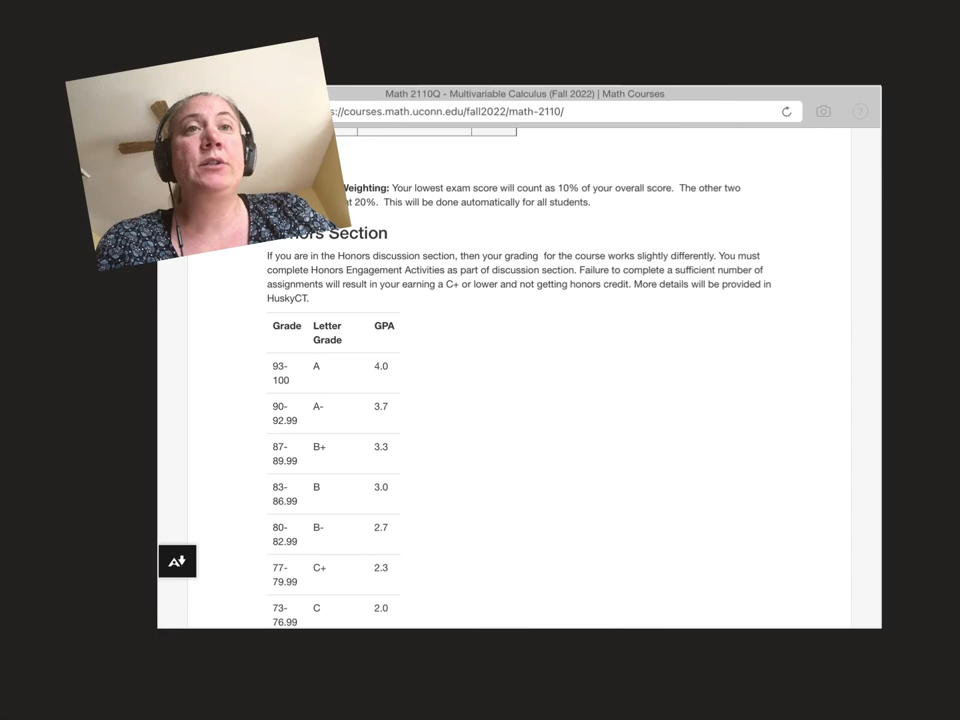 Math 2110Q - Multivariable Calculus (Fall 2022) | Math Courses
s://courses.math.uconn.edu/fall2022/math-2110/
Weighting: Your lowest exam score will count as 10% of your overall score. The other two
at 20%. This will be done automatically for all students.
Honors Section
If you are in the Honors discussion section, then your grading for the course works slightly differently. You must
complete Honors Engagement Activities as part of discussion section. Failure to complete a sufficient number of
assignments will result in your earning a C+ or lower and not getting honors credit. More details will be provided in
HuskyCT.
Grade Letter GPA
Grade
93- A 4.0
100
90- A- 3.7
92.99
87- B+ 3.3
89.99
83- B 3.0
86.99
80- B- 2.7
82.99
77- C+ 2.3
79.99
73- C 2.0
76.99